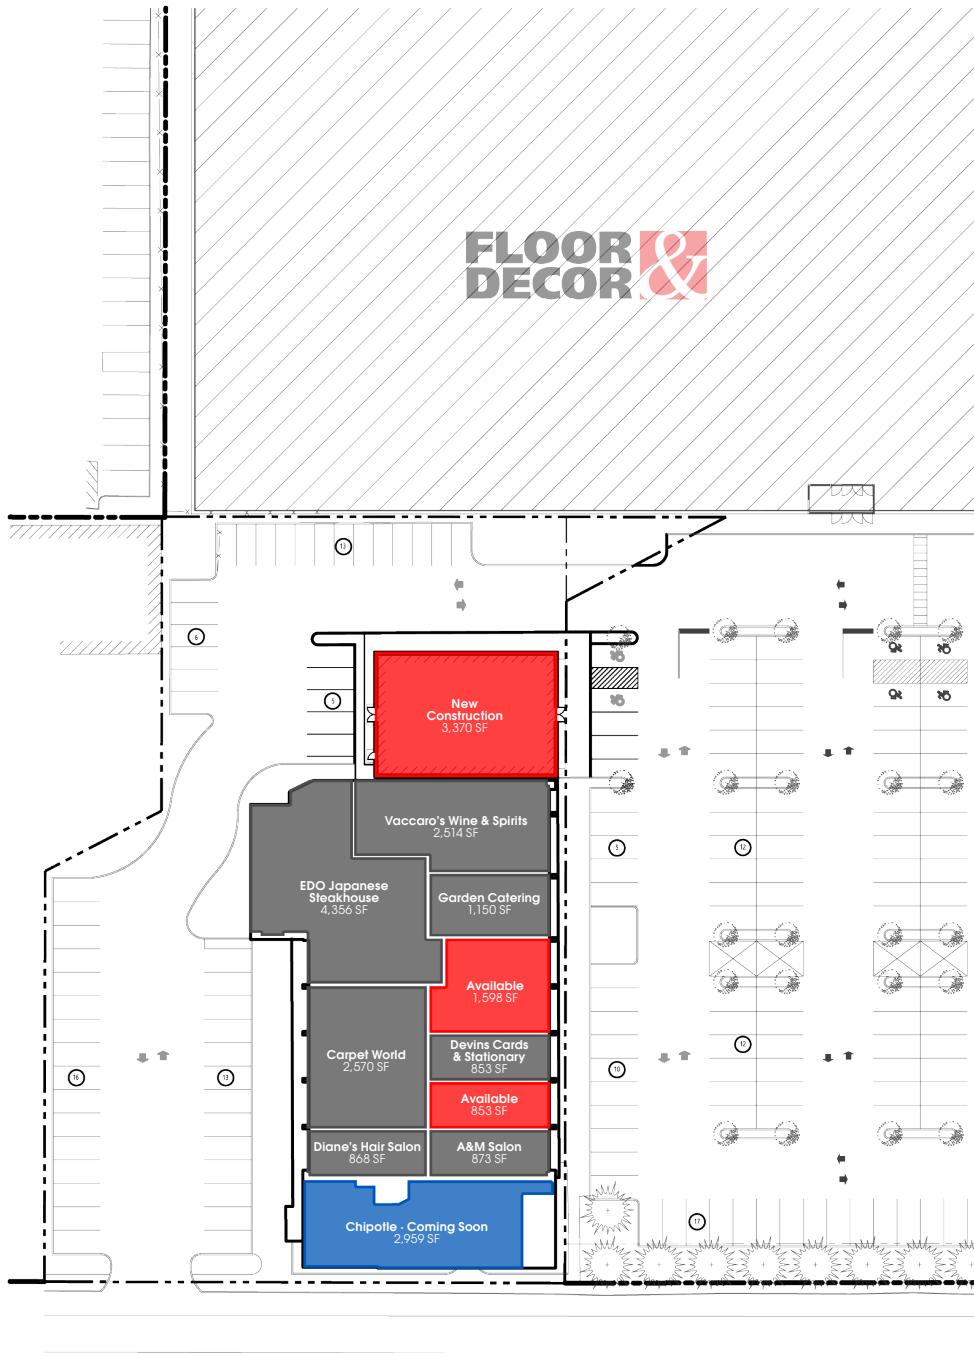 FLOOR &
DECOR
13
6
5
New
Construction
3,370 SF
Vaccaro's Wine & Spirits
2,514 SF
5
12
EDO Japanese
Steakhouse
4,356 SF
Garden Catering
1,150 SF
Available
1,598 SF
Devins Cards
& Stationary
853 SF
12
Carpet World
2,570 SF
10
16
13
Available
853 SF
Diane's Hair Salon
868 SF
A&M Salon
873 SF
Chipotle - Coming Soon
2,959 SF
17